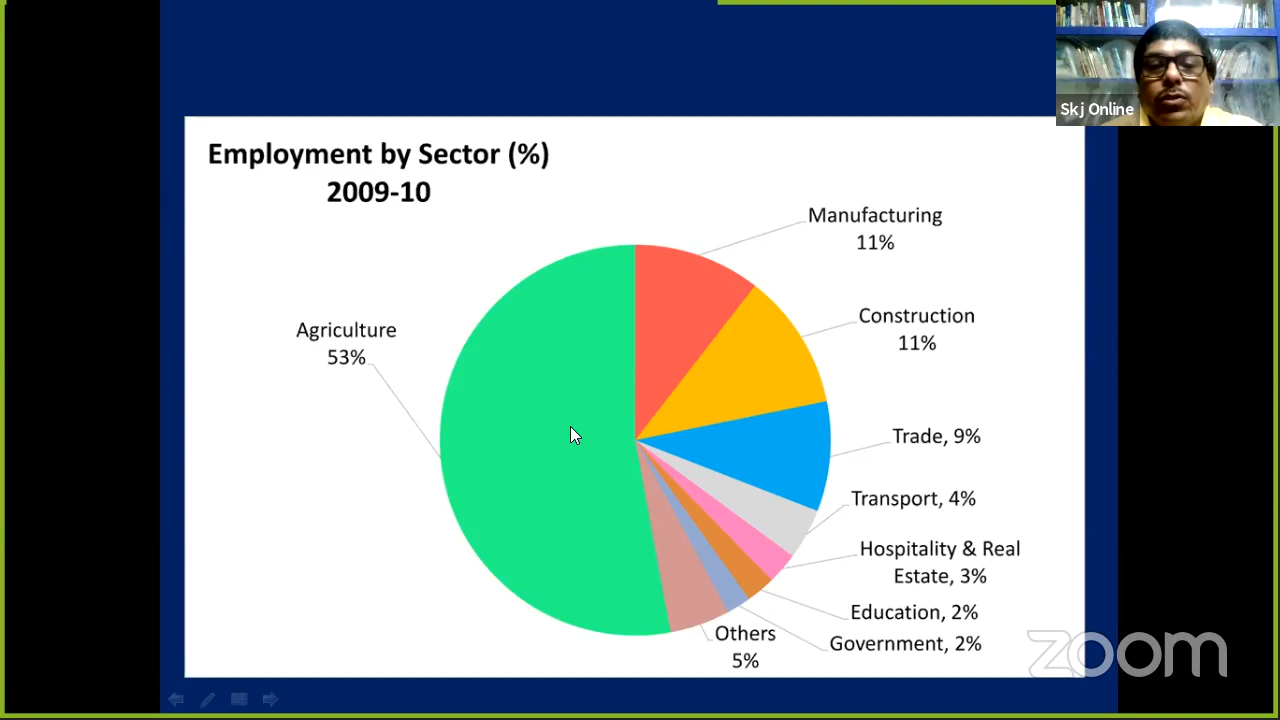 Skj Online
Employment by Sector (%)
2009-10
Manufacturing
11%
Construction
11%
Agriculture
53%
Trade, 9%
Transport, 4%
Hospitality & Real
Estate, 3%
Education, 2%
Government, 2%
Others
5%
zoom